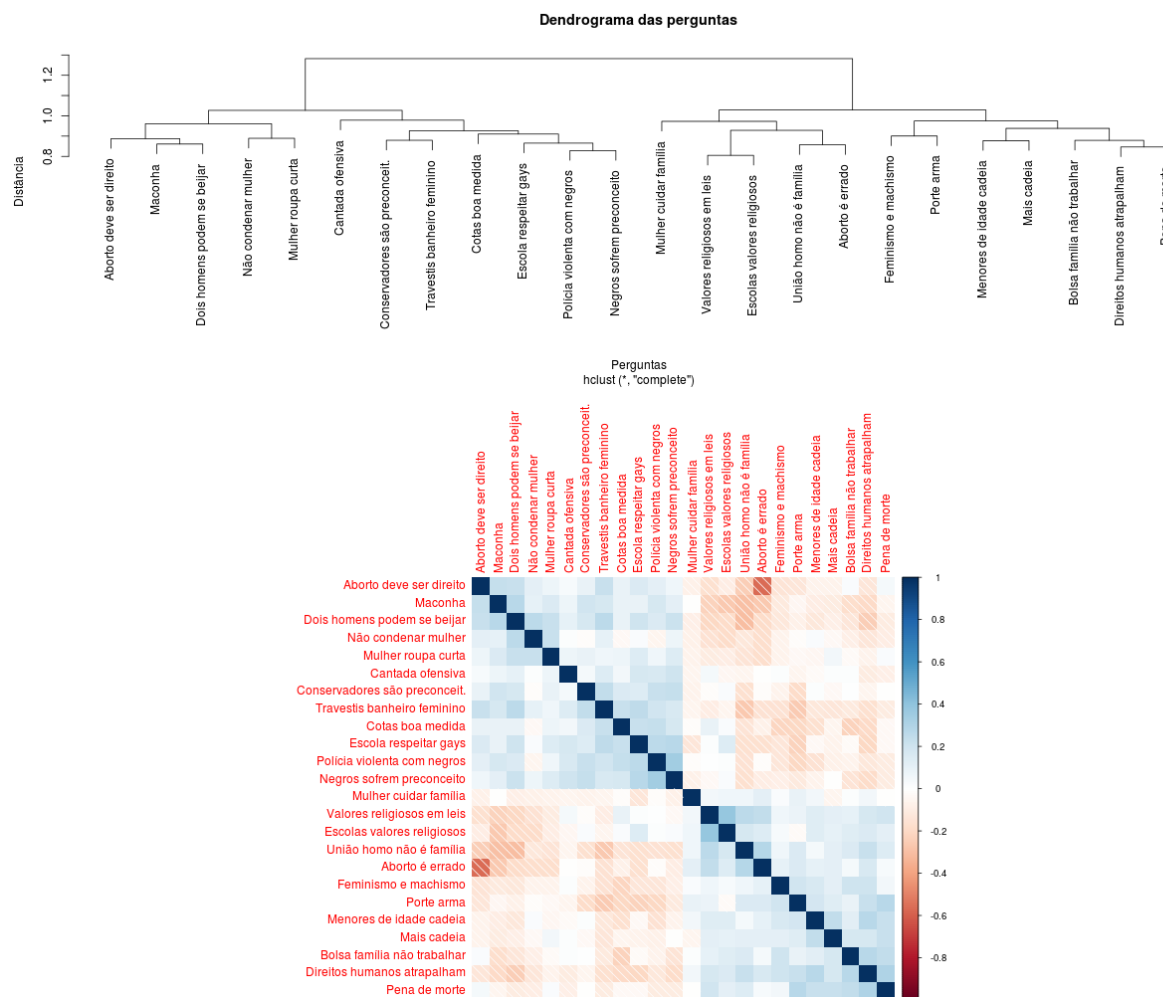 Dendrograma das perguntas
Distância
0.8
1.0
1.2
Aborto deve ser direito
Maconha
Dois homens podem se beijar
Não condenar mulher
Mulher roupa curta
Cantada ofensiva
Conservadores são preconceit.
Travestis banheiro feminino
Cotas boa medida
Escola respeitar gays
Polícia violenta com negros
Negros sofrem preconceito
Mulher cuidar família
Valores religiosos em leis
Escolas valores religiosos
União homo não é família
Aborto é errado
Feminismo e machismo
Porte arma
Menores de idade cadeia
Mais cadeia
Bolsa família não trabalhar
Direitos humanos atrapalham
Perguntas
hclust (*, "complete")
Aborto deve ser direito
Maconha
Dois homens podem se beijar
Não condenar mulher
Mulher roupa curta
Cantada ofensiva
Conservadores são preconceit.
Travestis banheiro feminino
Cotas boa medida
Escola respeitar gays
Polícia violenta com negros
Negros sofrem preconceito
Mulher cuidar família
Valores religiosos em leis
Escolas valores religiosos
União homo não é família
Aborto é errado
Feminismo e machismo
Porte arma
Menores de idade cadeia
Mais cadeia
Bolsa família não trabalhar
Direitos humanos atrapalham
Pena de morte
Aborto deve ser direito
Maconha
Dois homens podem se beijar
Não condenar mulher
Mulher roupa curta
Cantada ofensiva
Conservadores são preconceit.
Travestis banheiro feminino
Cotas boa medida
Escola respeitar gays
Polícia violenta com negros
Negros sofrem preconceito
Mulher cuidar família
Valores religiosos em leis
Escolas valores religiosos
União homo não é família
Aborto é errado
Feminismo e machismo
Porte arma
Menores de idade cadeia
Mais cadeia
Bolsa família não trabalhar
Direitos humanos atrapalham
Pena de morte
1
0.8
0.6
0.4
0.2
0
-0.2
-0.4
-0.6
-0.8